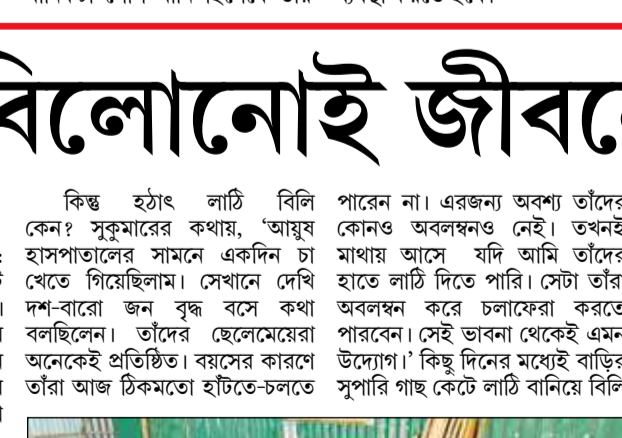 বিলোনোই জীবনে
কিন্তু হঠাৎ লাঠি বিলি
কেন? সুকুমারের কথায়, ‘আয়ুষ
হাসপাতালের সামনে একদিন চা
খেতে গিয়েছিলাম। সেখানে দেখি
দশ-বারো জন বৃদ্ধ বসে কথা
বলছিলেন। তাঁদের ছেলেমেয়েরা
অনেকেই প্রতিষ্ঠিত। বয়সের কারণে
তাঁরা আজ ঠিকমতো হাঁটতে-চলতে
পারেন না। এরজন্য অবশ্য তাঁদের
কোনও অবলম্বনও নেই। তখনই
মাথায় আসে যদি আমি তাঁদের
হাতে লাঠি দিতে পারি। সেটা তাঁরা
অবলম্বন করে চলাফেরা করতে
পারবেন। সেই ভাবনা থেকেই এমন
উদ্যোগ।’ কিছু দিনের মধ্যেই বাড়ির
সুপারি গাছ কেটে লাঠি বানিয়ে বিলি